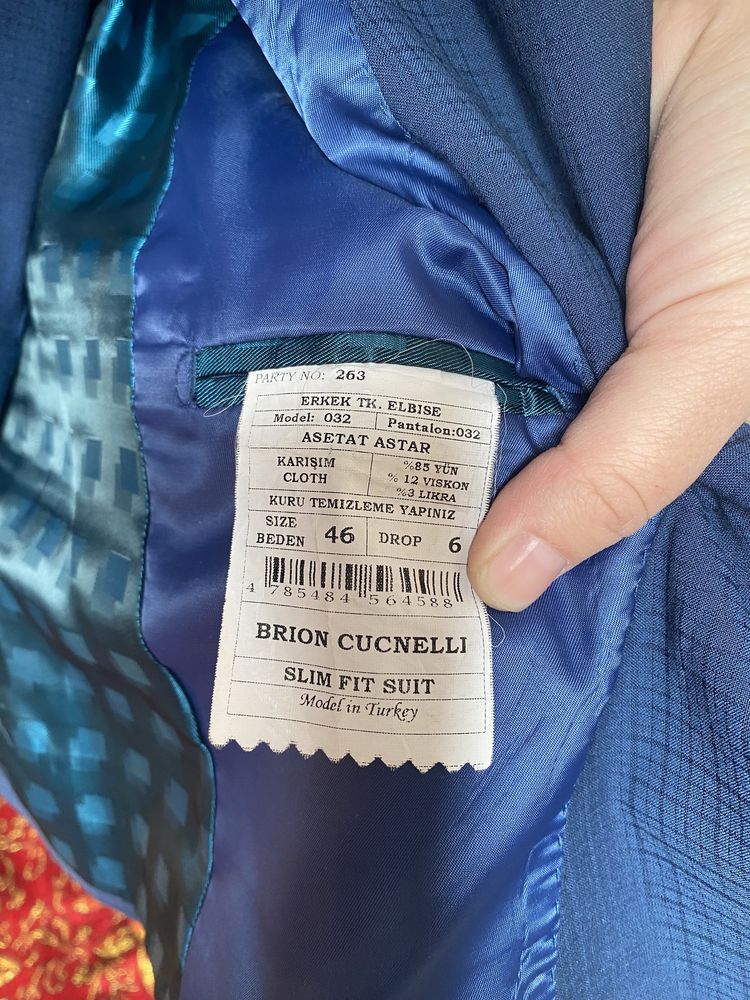 PARTY NO: 263
ERKEK TK. ELBISE
Model: 032 Pantalon:032
ASETAT ASTAR
KARIŞIM %85 YÜN
CLOTH % 12 VISKON
%3 LIKRA
KURU TEMIZLEME YAPINIZ
SIZE
BEDEN 46 DROP 6
4 785484 564588
BRION CUCNELLI
SLIM FIT SUIT
Model in Turkey